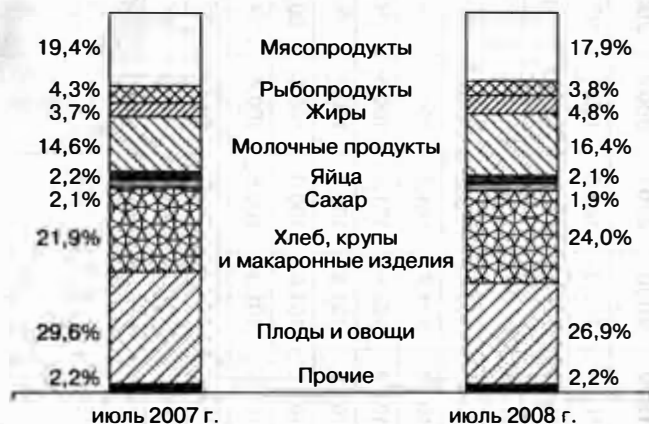 19,4% Мясопродукты 17,9%
4,3% Рыбопродукты 3,8%
3,7% Жиры 4,8%
14,6% Молочные продукты 16,4%
2,2% Яйца 2,1%
2,1% Сахар 1,9%
21,9% Хлеб, крупы 24,0%
и макаронные изделия
29,6% Плоды и овощи 26,9%
2,2% Прочие 2,2%
июль 2007 г. июль 2008 г.